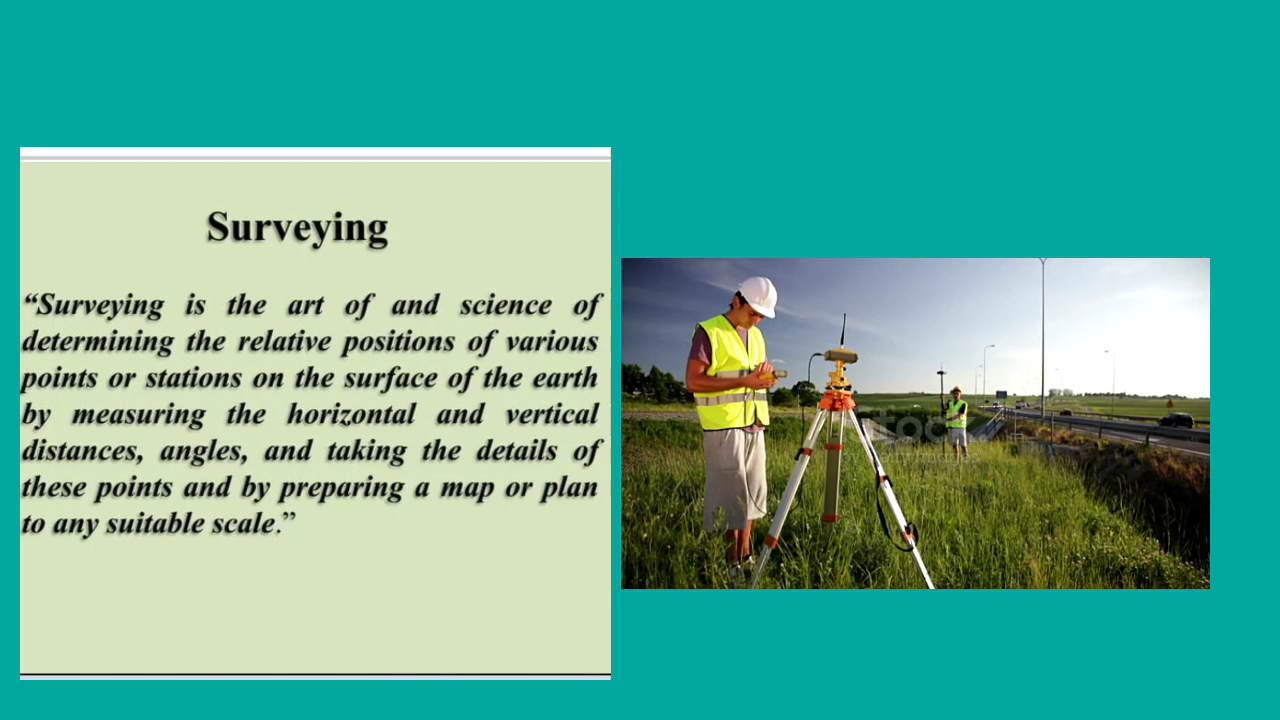 Surveying
“Surveying is the art of and science of
determining the relative positions of various
points or stations on the surface of the earth
by measuring the horizontal and vertical
distances, angles, and taking the details of
these points and by preparing a map or plan
to any suitable scale.”